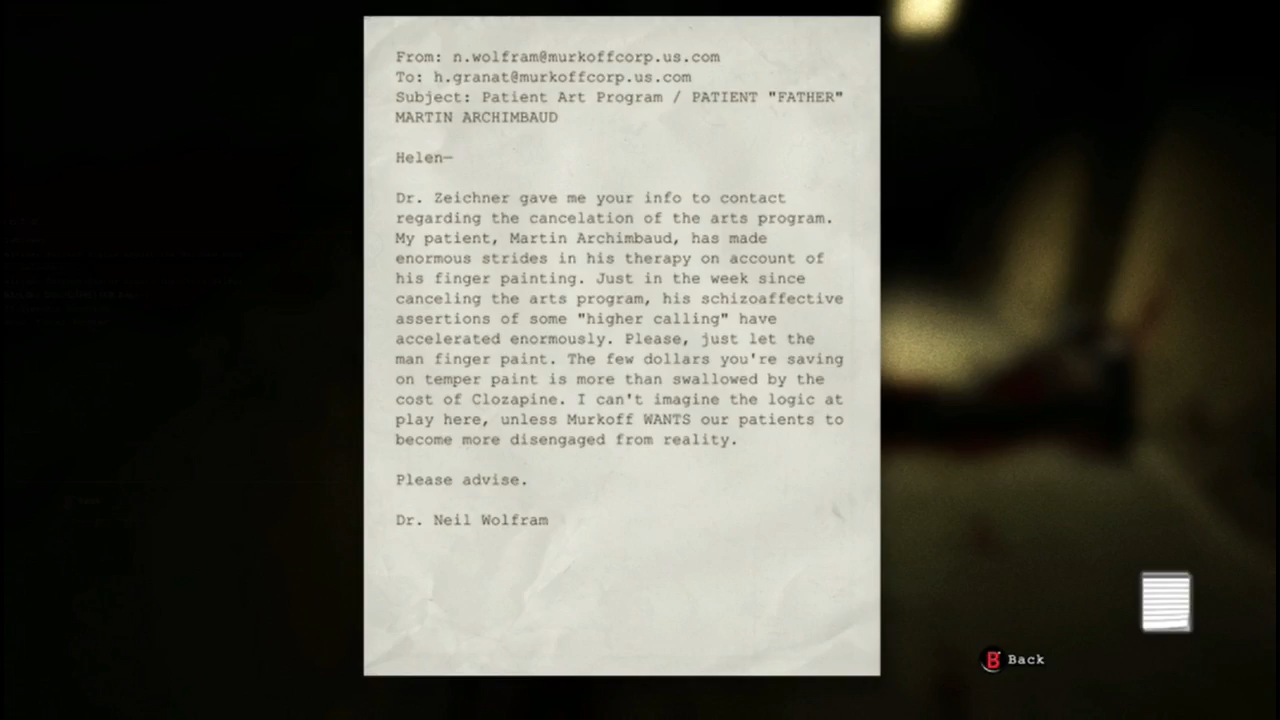 From: n.wolfram@murkoffcorp.us.com
To: h.granat@murkoffcorp.us.com
Subject: Patient Art Program / PATIENT "FATHER"
MARTIN ARCHIMBAUD
Helen—
Dr. Zeichner gave me your info to contact
regarding the cancelation of the arts program.
My patient, Martin Archimbaud, has made
enormous strides in his therapy on account of
his finger painting. Just in the week since
canceling the arts program, his schizoaffective
assertions of some "higher calling" have
accelerated enormously. Please, just let the
man finger paint. The few dollars you're saving
on temper paint is more than swallowed by the
cost of Clozapine. I can't imagine the logic at
play here, unless Murkoff WANTS our patients to
become more disengaged from reality.
Please advise.
Dr. Neil Wolfram
B Back